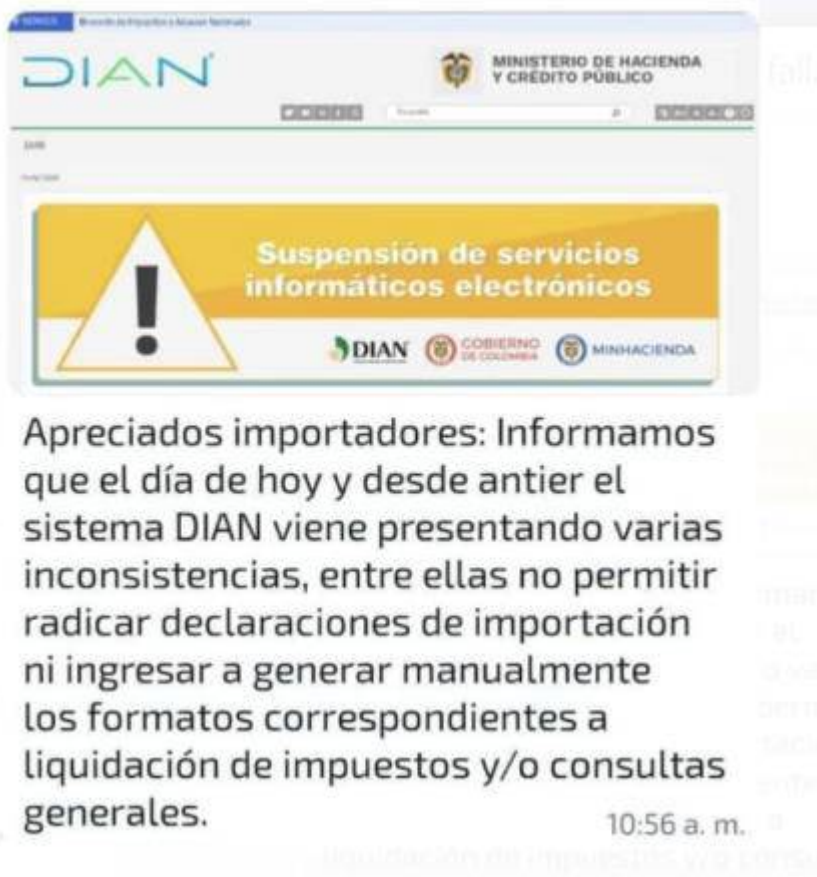 DIAN
MINISTERIO DE HACIENDA
Y CRÉDITO PÚBLICO
Suspensión de servicios
informáticos electrónicos
DIAN GOBIERNO DE COLOMBIA MINHACIENDA
Apreciados importadores: Informamos
que el día de hoy y desde antier el
sistema DIAN viene presentando varias
inconsistencias, entre ellas no permitir
radicar declaraciones de importación
ni ingresar a generar manualmente
los formatos correspondientes a
liquidación de impuestos y/o consultas
generales.
10:56 a. m.